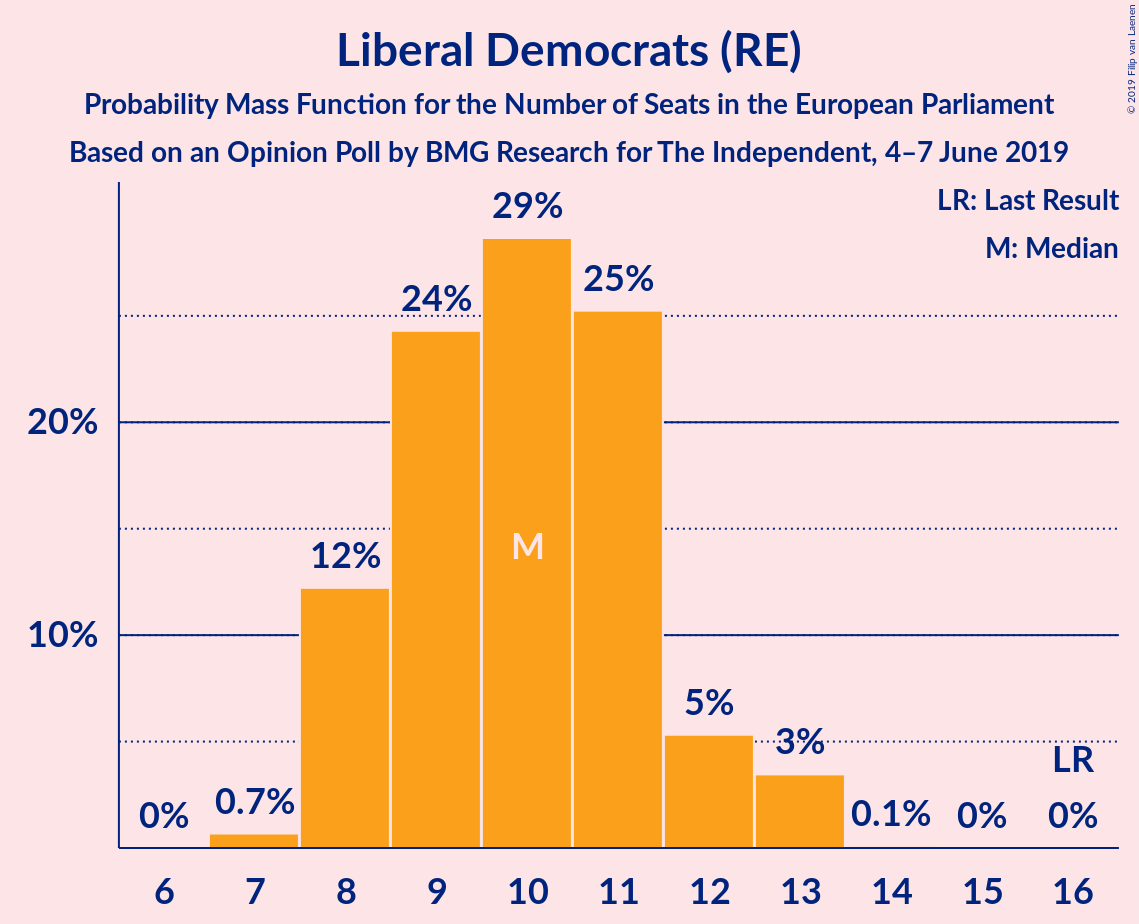 Liberal Democrats (RE)
Probability Mass Function for the Number of Seats in the European Parliament
Based on an Opinion Poll by BMG Research for The Independent, 4–7 June 2019
© 2019 Filip van Laenen
LR: Last Result
M: Median
29%
25%
24%
20%
M
12%
10%
5%
3%
LR
0.7%
0%
0.1%
0%
0%
6 7 8 9 10 11 12 13 14 15 16